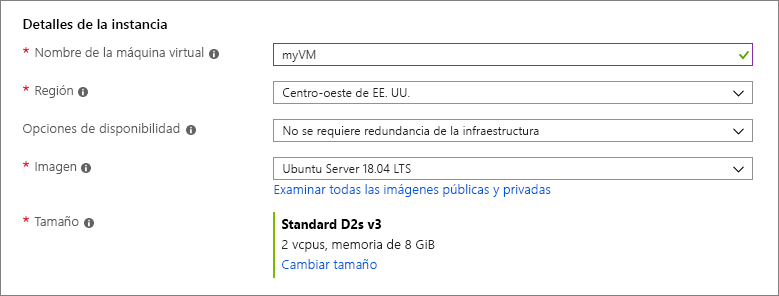 Detalles de la instancia
* Nombre de la máquina virtual myVM
* Región Centro-oeste de EE. UU.
Opciones de disponibilidad No se requiere redundancia de la infraestructura
* Imagen Ubuntu Server 18.04 LTS
Examinar todas las imágenes públicas y privadas
* Tamaño Standard D2s v3
2 vcpus, memoria de 8 GiB
Cambiar tamaño